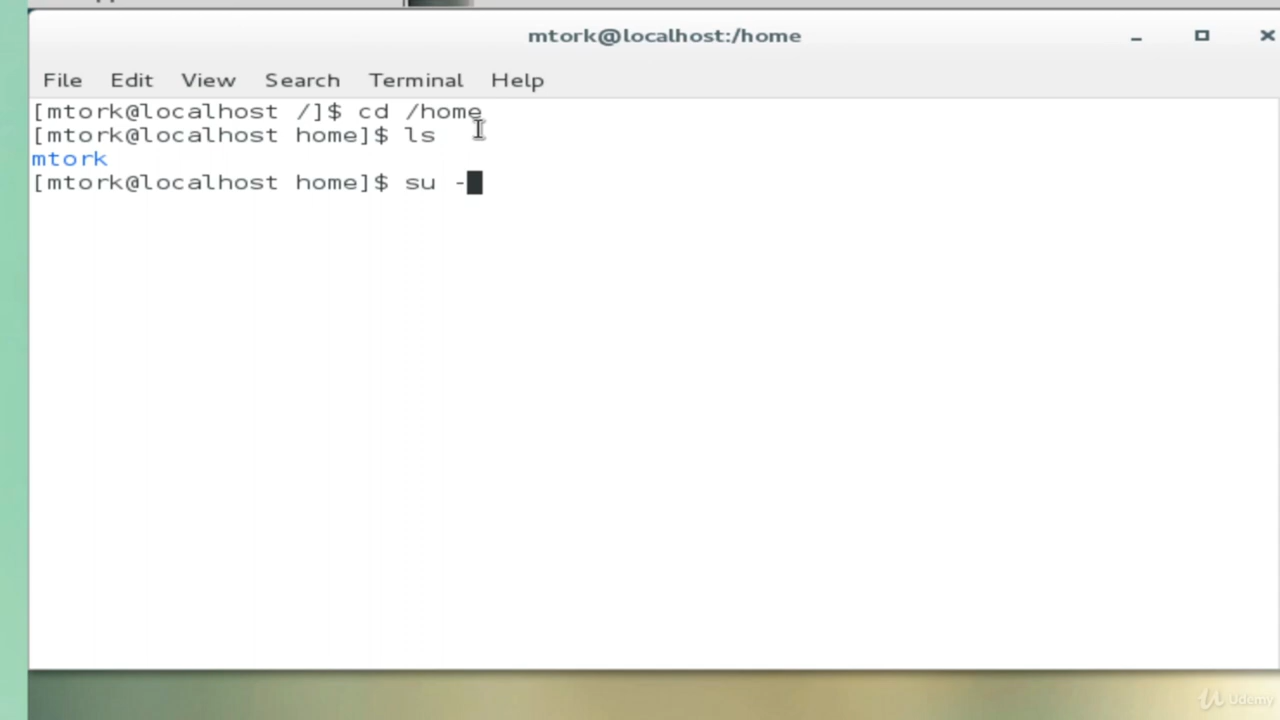 mtork@localhost:/home
File Edit View Search Terminal Help
[mtork@localhost /]$ cd /home
[mtork@localhost home]$ ls
mtork
[mtork@localhost home]$ su -
Udemy